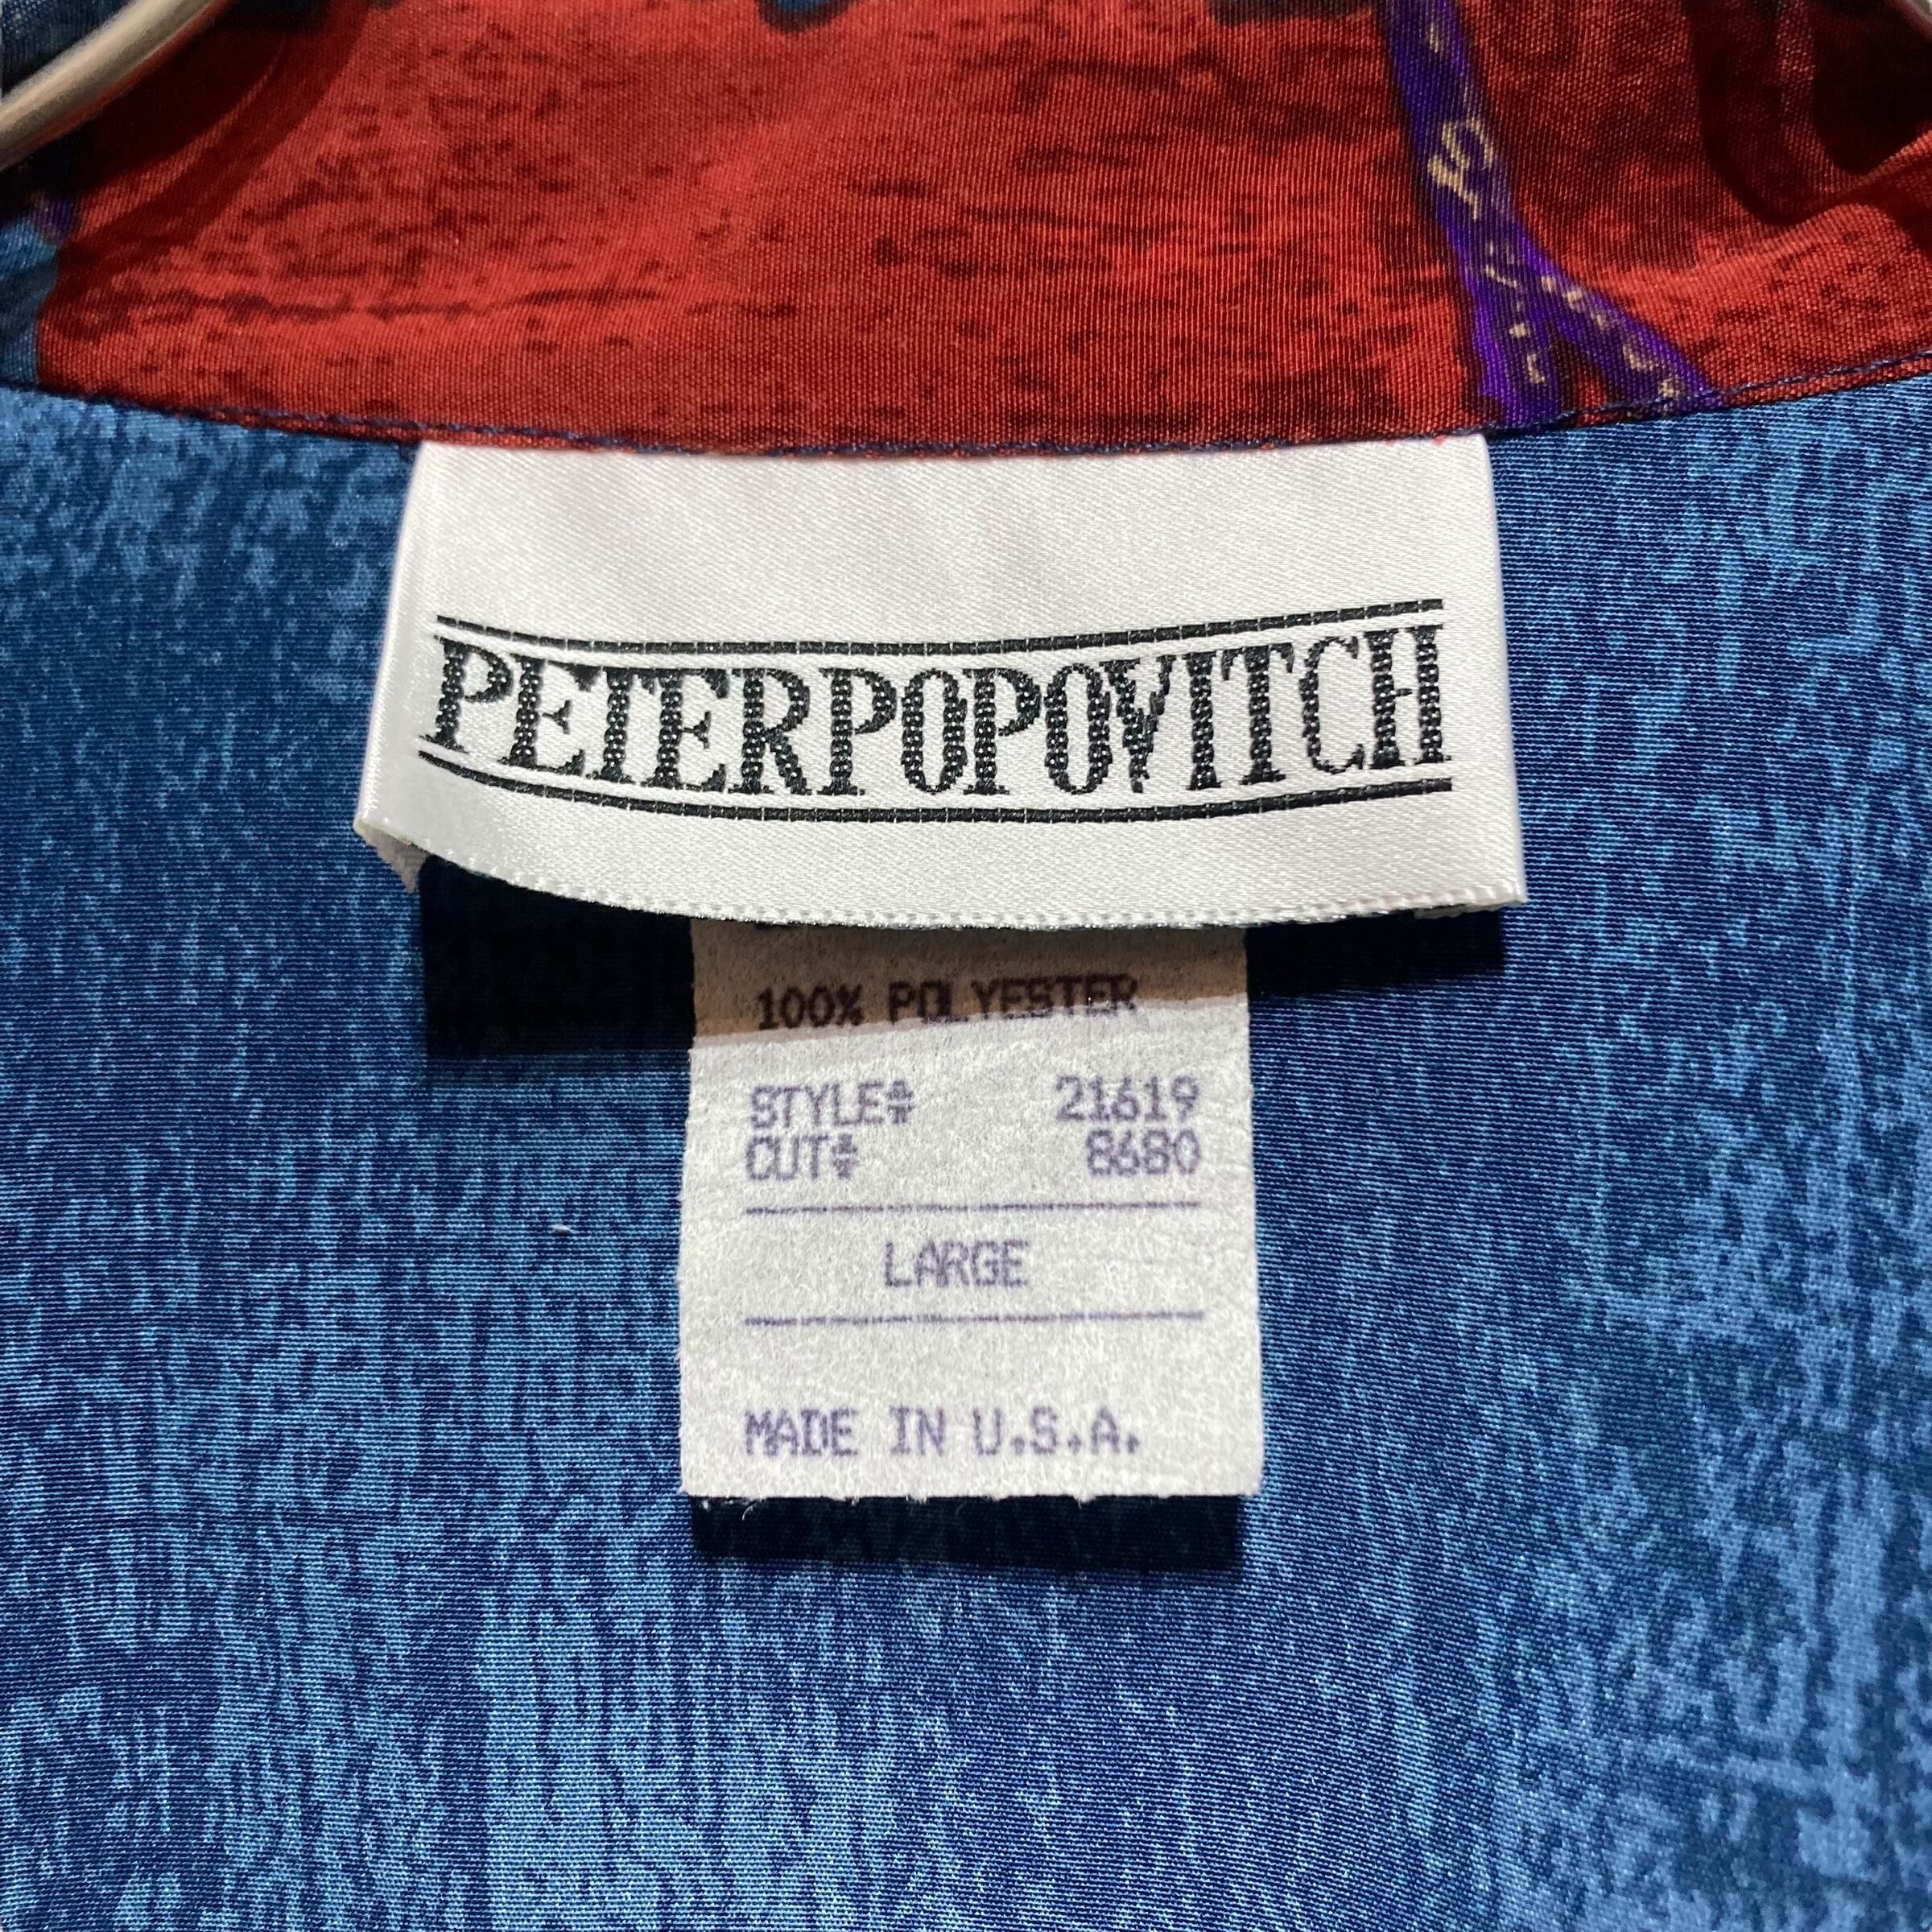 PETERPOPOVITCH
100% POLYESTER
STYLE# 21619
CUT# 8680
LARGE
MADE IN U.S.A.